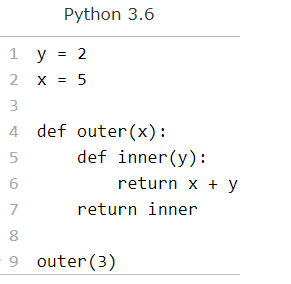 Python 3.6
1 y = 2
2 x = 5
3
4 def outer(x):
5     def inner(y):
6         return x + y
7     return inner
8
9 outer(3)